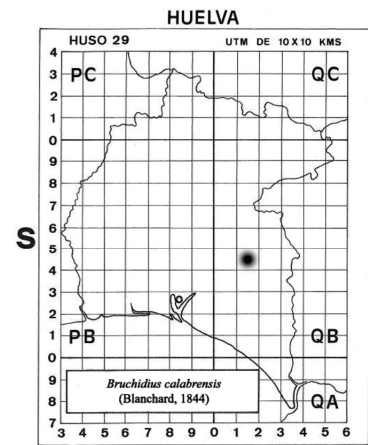 HUELVA
HUSO 29 UTM DE 10 X 10 KMS
4
PC QC
3
2
1
0
9
8
7
6
5
S
4
3
2
1
PB QB
0
9
Bruchidius calabrensis
(Blanchard, 1844)
8
QA
7
3 4 5 6 7 8 9 0 1 2 3 4 5 6